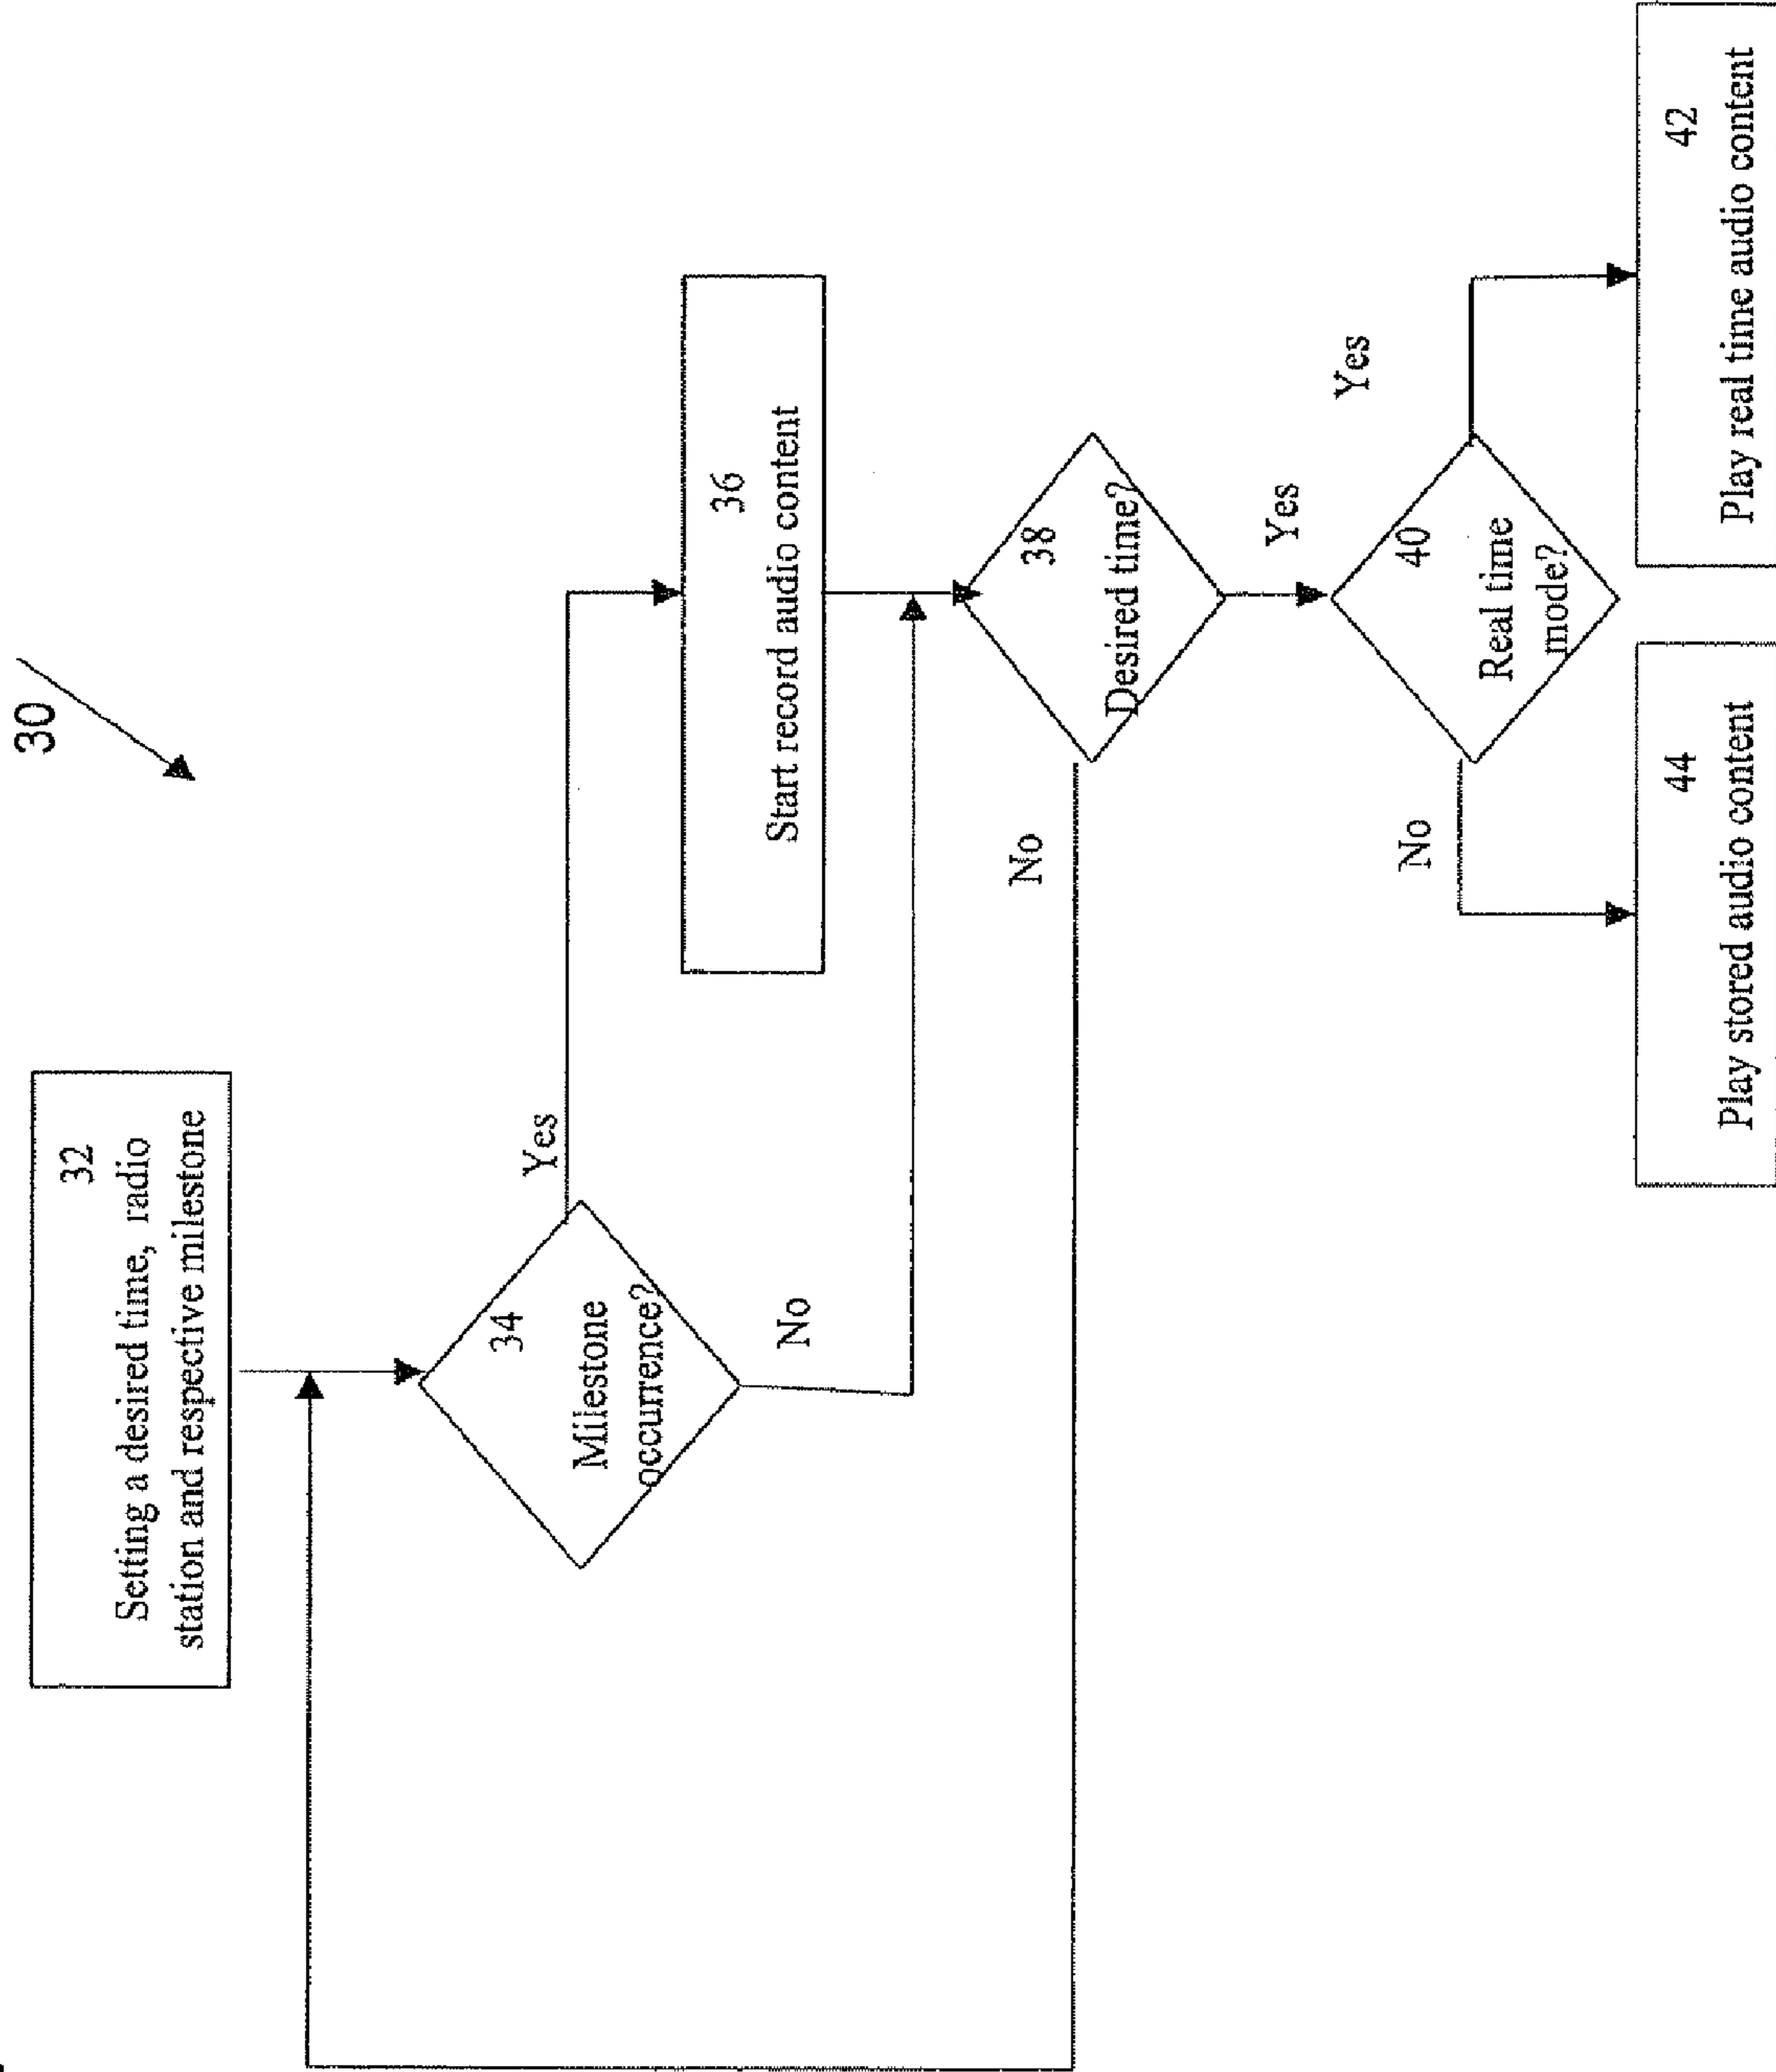 30
32
Setting a desired time, radio
station and respective milestone
34
Milestone
occurrence?
Yes
No
36
Start record audio content
38
Desired time?
No
Yes
40
Real time
mode?
No
Yes
44
Play stored audio content
42
Play real time audio content